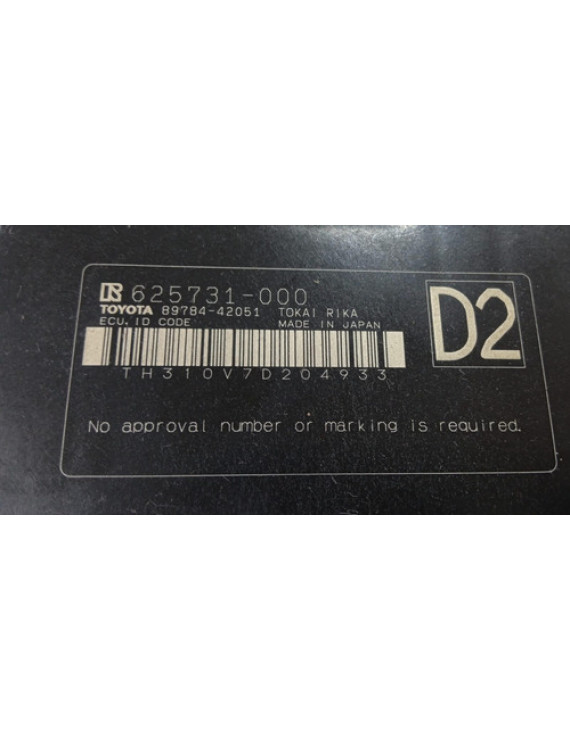 625731-000
TOYOTA 89784-42051 TOKAI RIKA
ECU.ID CODE MADE IN JAPAN
D2
TH310V7D204933
No approval number or marking is required.